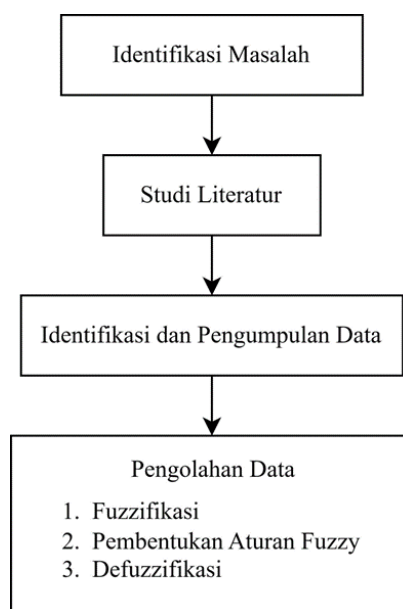 Identifikasi Masalah
Studi Literatur
Identifikasi dan Pengumpulan Data
Pengolahan Data
1. Fuzzifikasi
2. Pembentukan Aturan Fuzzy
3. Defuzzifikasi